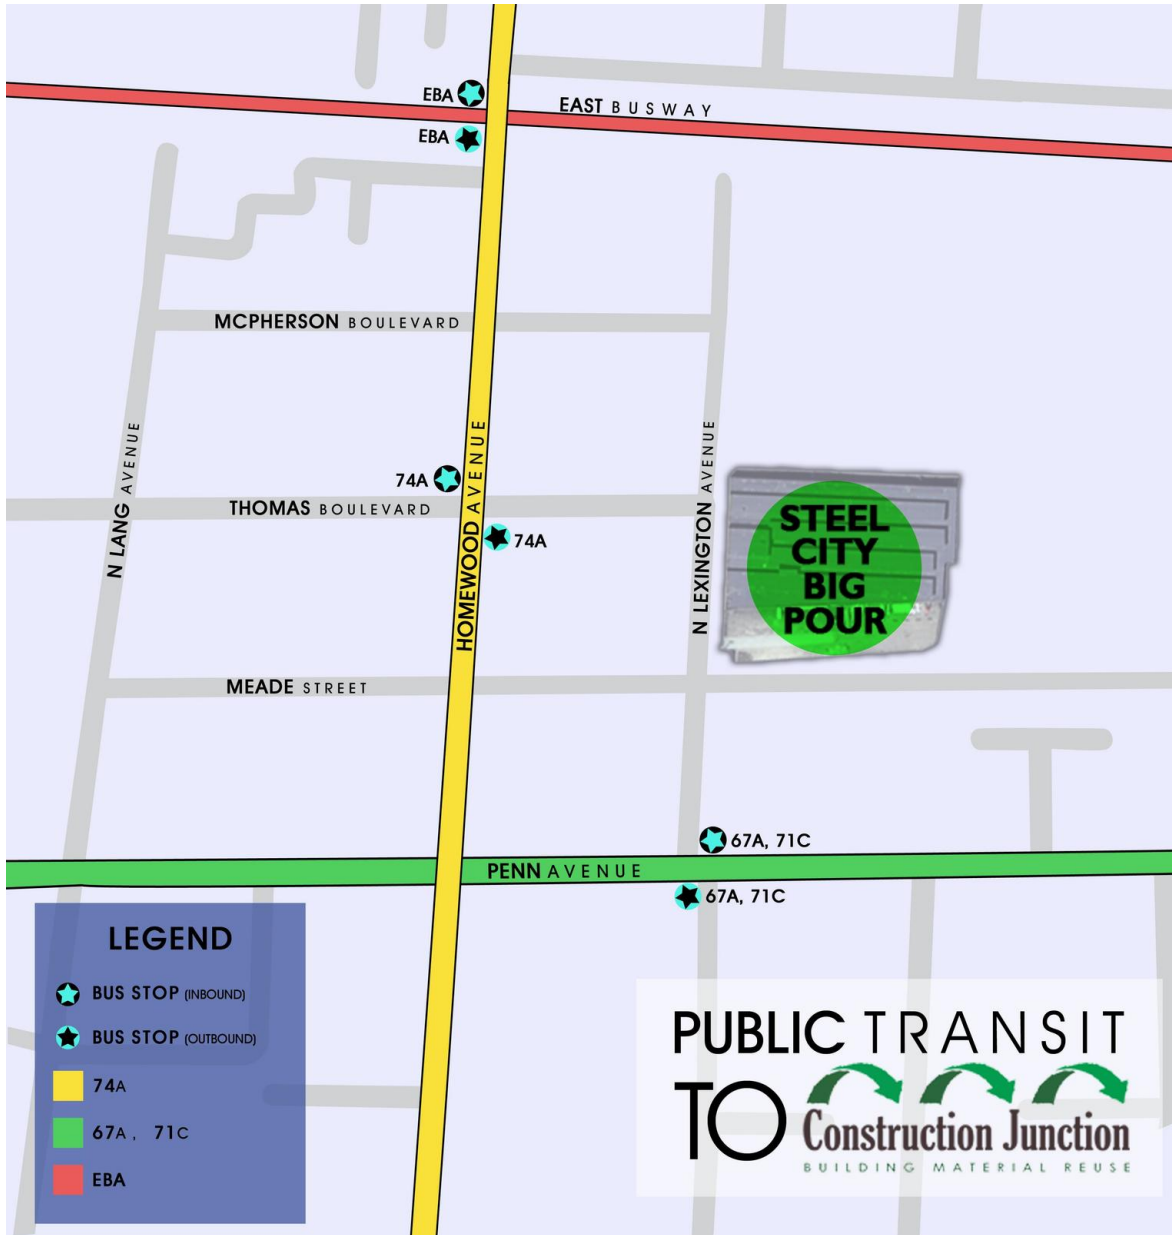 EBA
EAST BUSWAY
EBA
MCPHERSON BOULEVARD
N LANG AVENUE
HOMEWOOD AVENUE
N LEXINGTON AVENUE
74A
THOMAS BOULEVARD
74A
STEEL
CITY
BIG
POUR
MEADE STREET
67A, 71C
PENN AVENUE
67A, 71C
LEGEND
BUS STOP (INBOUND)
BUS STOP (OUTBOUND)
74A
67A, 71C
EBA
PUBLIC TRANSIT
TO Construction Junction
BUILDING MATERIAL REUSE